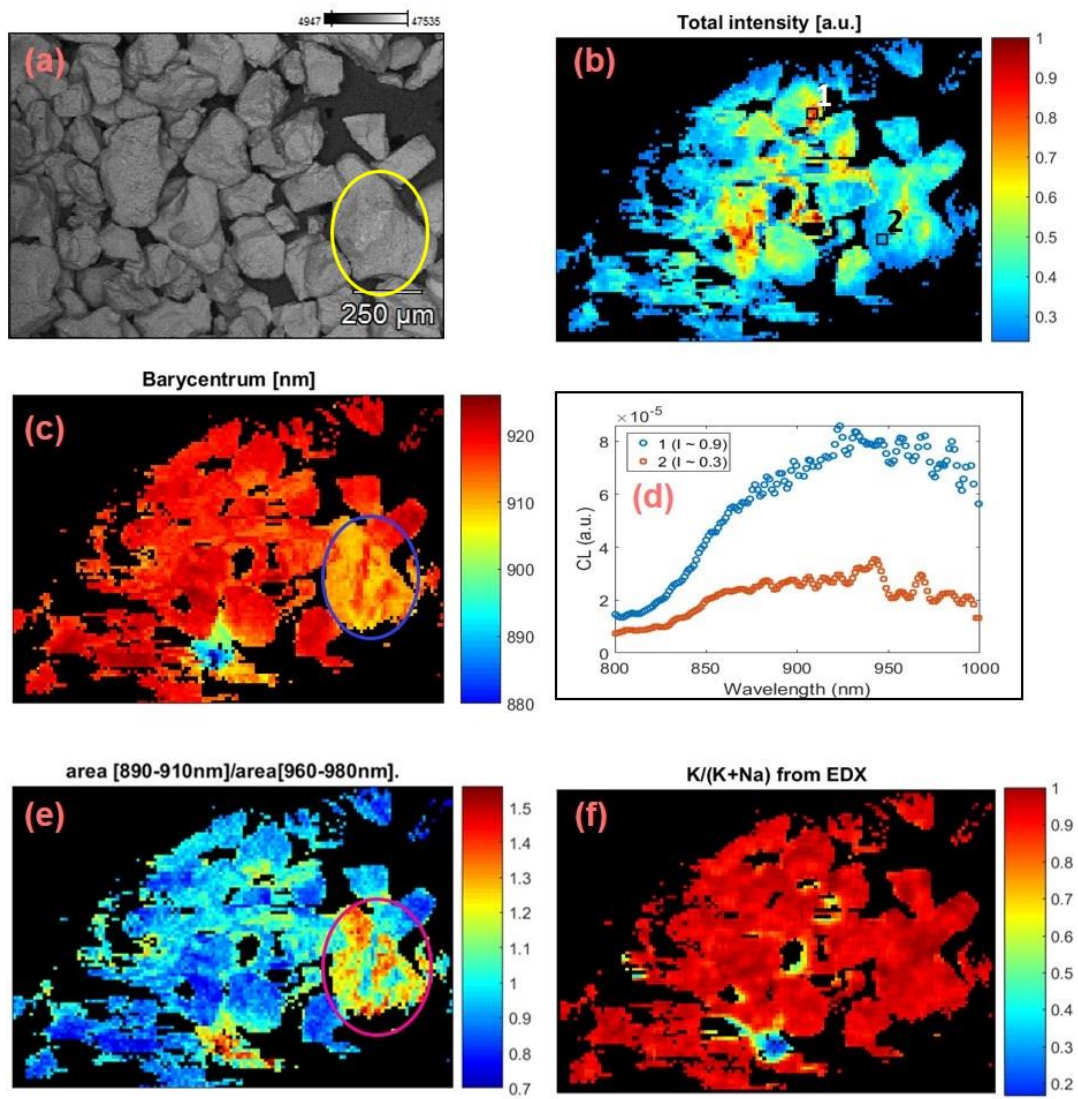 4947 47535
(a)
250 µm
Total intensity [a.u.]
(b)
1
2
1
0.9
0.8
0.7
0.6
0.5
0.4
0.3
Barycentrum [nm]
(c)
920
910
900
890
880
× 10⁻⁵
1 (I ~ 0.9)
2 (I ~ 0.3)
(d)
8
6
4
2
0
CL (a.u.)
800 850 900 950 1000
Wavelength (nm)
area [890-910nm]/area[960-980nm].
(e)
1.5
1.4
1.3
1.2
1.1
1
0.9
0.8
0.7
K/(K+Na) from EDX
(f)
1
0.9
0.8
0.7
0.6
0.5
0.4
0.3
0.2